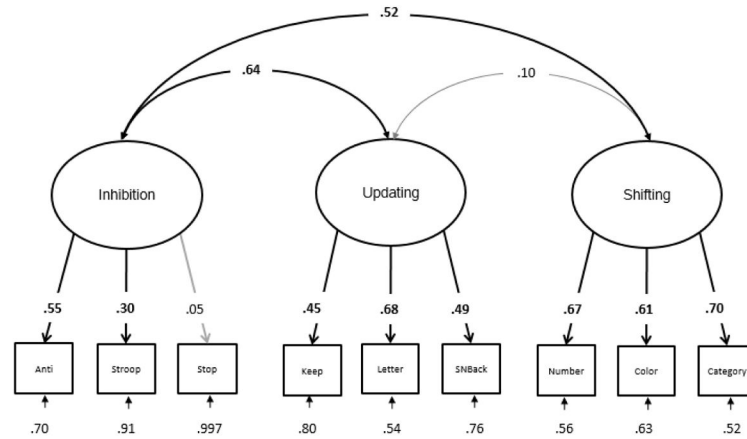 .52
.64
.10
Inhibition
Updating
Shifting
.55 .30 .05 .45 .68 .49 .67 .61 .70
Anti Stroop Stop Keep Letter SNBack Number Color Category
.70 .91 .997 .80 .54 .76 .56 .63 .52